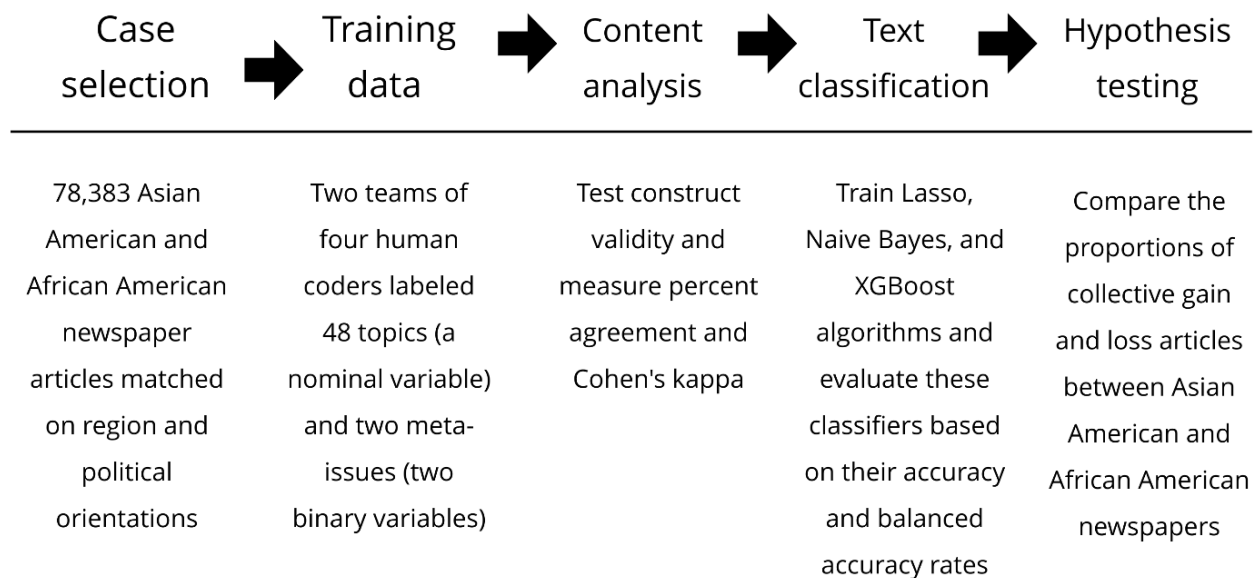 Case
selection
Training
data
Content
analysis
Text
classification
Hypothesis
testing
78,383 Asian
American and
African American
newspaper
articles matched
on region and
political
orientations
Two teams of
four human
coders labeled
48 topics (a
nominal variable)
and two meta-
issues (two
binary variables)
Test construct
validity and
measure percent
agreement and
Cohen's kappa
Train Lasso,
Naive Bayes, and
XGBoost
algorithms and
evaluate these
classifiers based
on their accuracy
and balanced
accuracy rates
Compare the
proportions of
collective gain
and loss articles
between Asian
American and
African American
newspapers